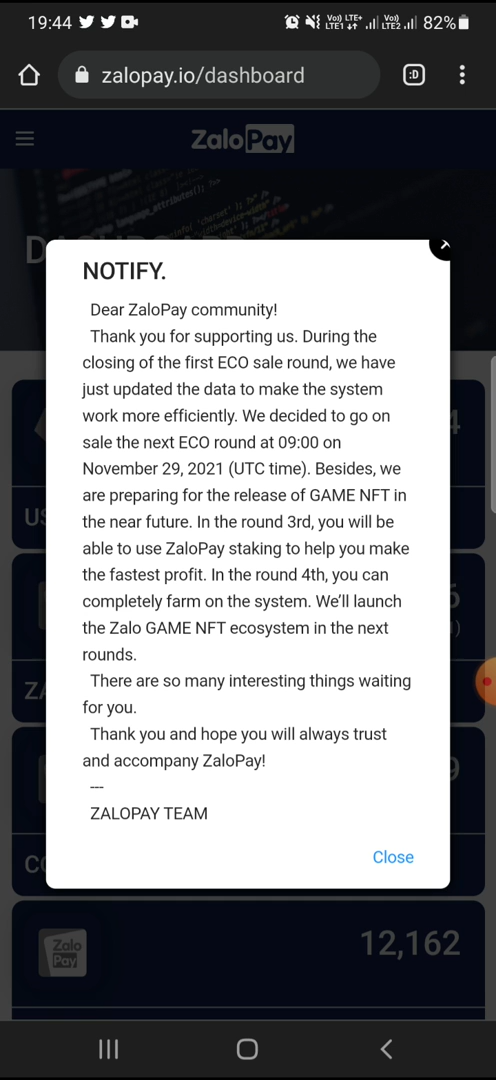 19:44 Vo) LTE+ LTE1 Vo)) LTE2 82%
zalopay.io/dashboard :D
ZaloPay
NOTIFY.
Dear ZaloPay community!
Thank you for supporting us. During the
closing of the first ECO sale round, we have
just updated the data to make the system
work more efficiently. We decided to go on
sale the next ECO round at 09:00 on
November 29, 2021 (UTC time). Besides, we
are preparing for the release of GAME NFT in
the near future. In the round 3rd, you will be
able to use ZaloPay staking to help you make
the fastest profit. In the round 4th, you can
completely farm on the system. We’ll launch
the Zalo GAME NFT ecosystem in the next
rounds.
There are so many interesting things waiting
for you.
Thank you and hope you will always trust
and accompany ZaloPay!
---
ZALOPAY TEAM
Close
Zalo
Pay
12,162